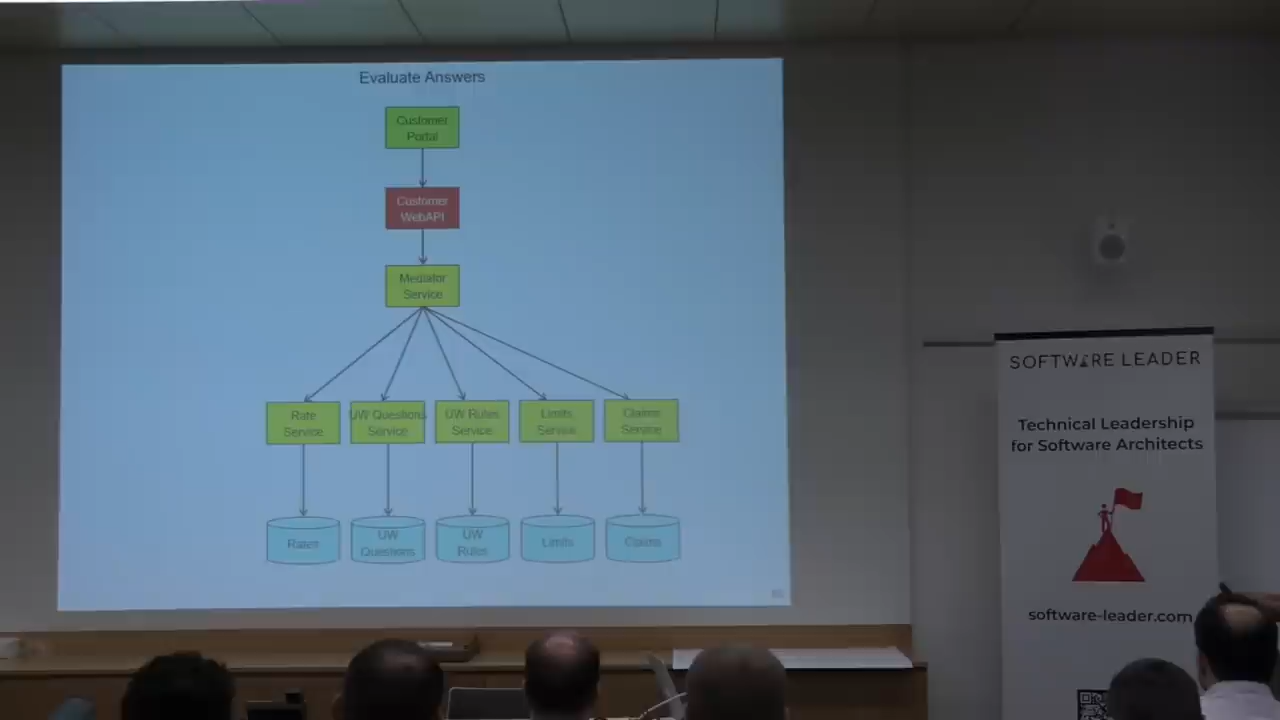 Evaluate Answers
Customer
Portal
Customer
WebAPI
Mediator
Service
Rate
Service
UW Questions
Service
UW Rules
Service
Limits
Service
Claims
Service
Rates
UW
Questions
UW
Rules
Limits
Claims
SOFTWARE LEADER
Technical Leadership
for Software Architects
software-leader.com